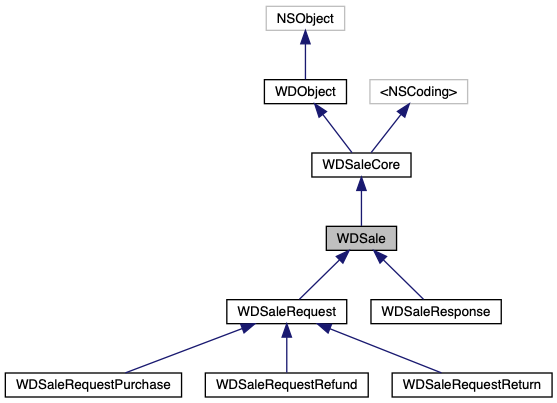 NSObject
WDObject
<NSCoding>
WDSaleCore
WDSale
WDSaleRequest
WDSaleResponse
WDSaleRequestPurchase
WDSaleRequestRefund
WDSaleRequestReturn